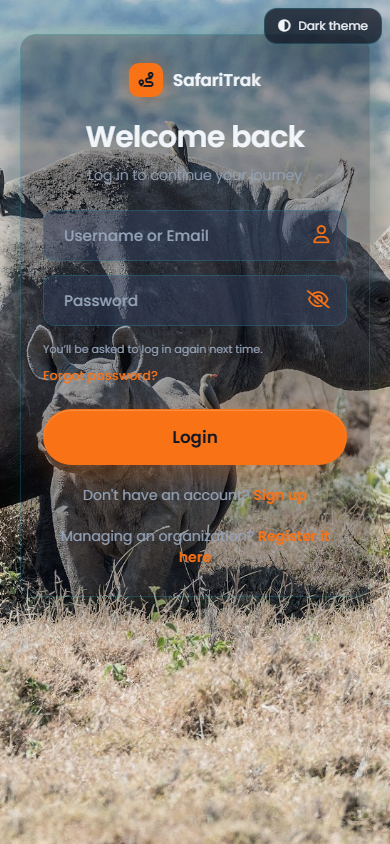 Dark theme
SafariTrak
Welcome back
Log in to continue your journey
Username or Email
Password
You'll be asked to log in again next time.
Forgot password?
Login
Don't have an account? Sign up
Managing an organization? Register it
here